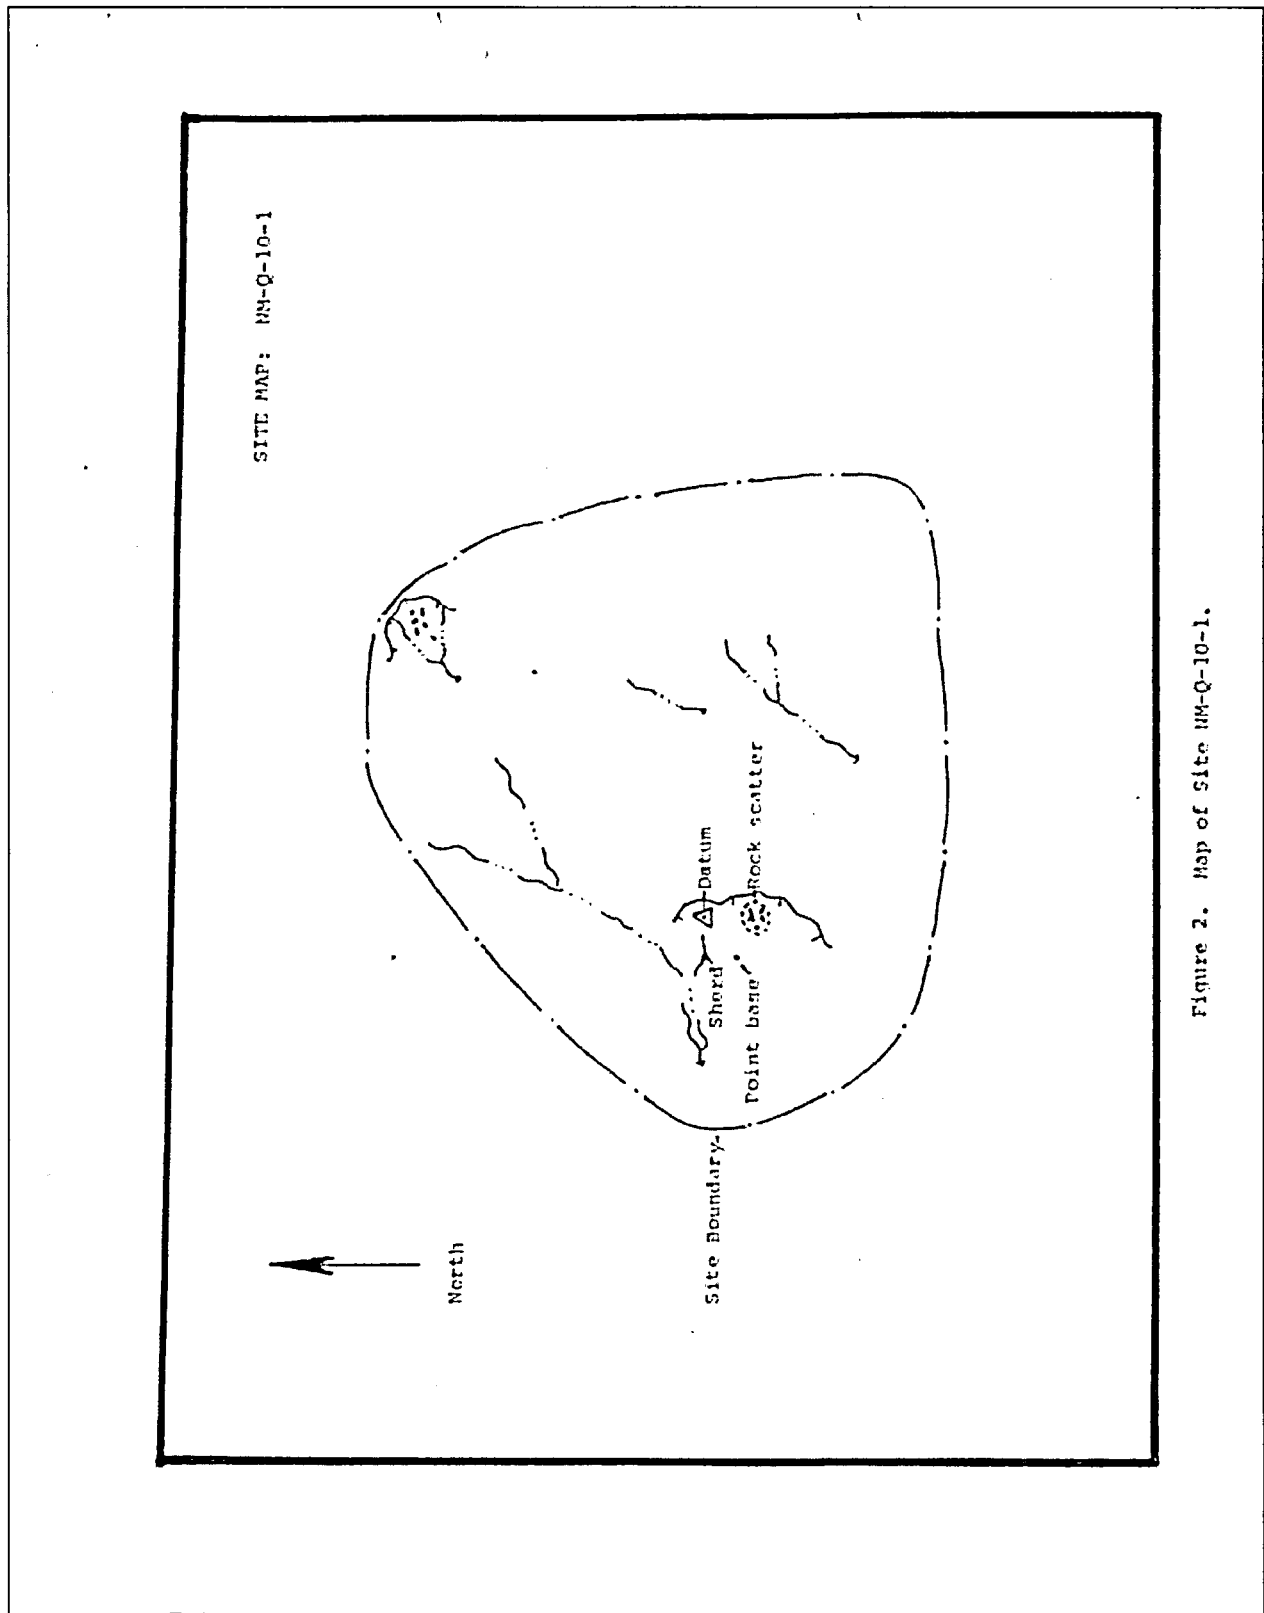 SITE MAP: NM-Q-10-1
North
Site Boundary
Sherd
Point base
Datum
Rock scatter
Figure 2. Map of Site NM-Q-10-1.